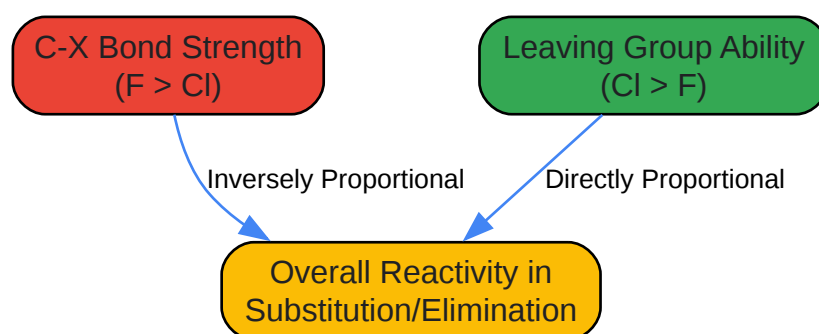 C-X Bond Strength
(F > Cl)
Leaving Group Ability
(Cl > F)
Inversely Proportional
Directly Proportional
Overall Reactivity in
Substitution/Elimination